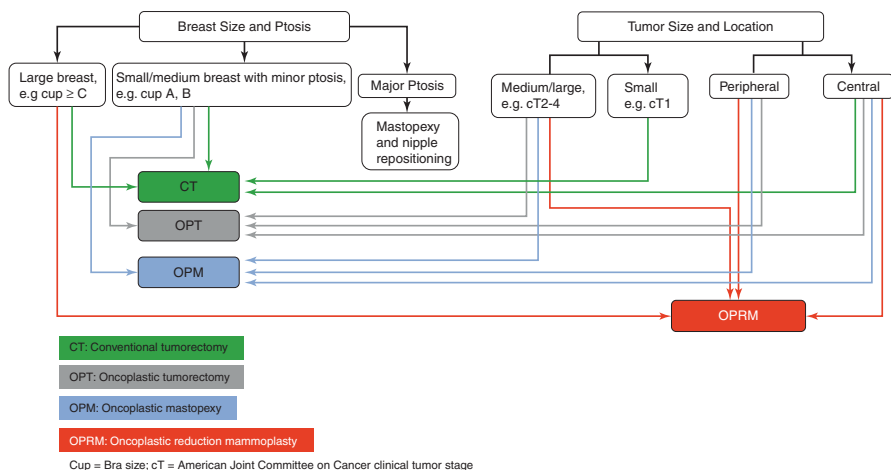 Breast Size and Ptosis
Tumor Size and Location
Large breast,
e.g cup ≥ C
Small/medium breast with minor ptosis,
e.g. cup A, B
Major Ptosis
Mastopexy
and nipple
repositioning
Medium/large,
e.g. cT2-4
Small
e.g. cT1
Peripheral
Central
CT
OPT
OPM
OPRM
CT: Conventional tumorectomy
OPT: Oncoplastic tumorectomy
OPM: Oncoplastic mastopexy
OPRM: Oncoplastic reduction mammoplasty
Cup = Bra size; cT = American Joint Committee on Cancer clinical tumor stage